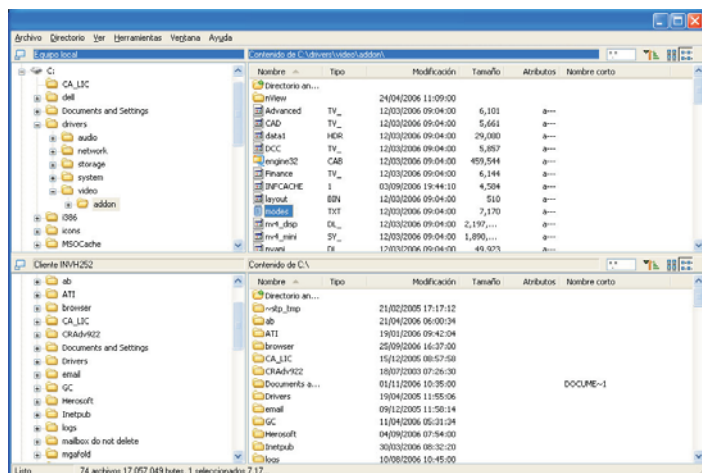 Archivo Directorio Ver Herramientas Ventana Ayuda
Equipo local
C:
CA_LIC
dell
Documents and Settings
drivers
audio
network
storage
system
video
addon
i386
icons
MSOCache
Contenido de C:\drivers\video\addon\
*.*
Nombre Tipo Modificación Tamaño Atributos Nombre corto
Directorio an...
nView 24/04/2006 11:09:00
Advanced TV_ 12/03/2006 09:04:00 6,101 a---
CAD TV_ 12/03/2006 09:04:00 5,661 a---
data1 HDR 12/03/2006 09:04:00 29,080 a---
DCC TV_ 12/03/2006 09:04:00 5,857 a---
engine32 CAB 12/03/2006 09:04:00 459,544 a---
Finance TV_ 12/03/2006 09:04:00 6,144 a---
INFCACHE 1 03/09/2006 19:44:10 4,584 a---
layout BIN 12/03/2006 09:04:00 510 a---
modes TXT 12/03/2006 09:04:00 7,170 a---
nv4_disp DL_ 12/03/2006 09:04:00 2,197,... a---
nv4_mini SY_ 12/03/2006 09:04:00 1,890,... a---
nvapi DL 12/03/2006 09:04:00 49,923 a---
Cliente INVH252
ab
ATI
browser
CA_LIC
CRAdv922
Documents and Settings
Drivers
email
GC
Herosoft
Inetpub
logs
mailbox do not delete
mgafold
Contenido de C:\
*.*
Nombre Tipo Modificación Tamaño Atributos Nombre corto
Directorio an...
~stp_tmp 21/02/2005 17:17:12
ab 21/04/2006 06:00:34
ATI 19/01/2006 09:42:04
browser 25/09/2006 16:37:00
CA_LIC 15/12/2005 08:57:58
CRAdv922 18/07/2003 07:26:30
Documents a... 01/11/2006 10:35:00 DOCUME~1
Drivers 19/04/2005 11:55:06
email 09/12/2005 11:50:14
GC 11/04/2006 05:31:34
Herosoft 04/09/2006 07:54:00
Inetpub 30/03/2006 08:32:20
logs 10/08/2006 10:45:00
Listo 74 archivos 17,057,049 bytes, 1 seleccionados 7,17